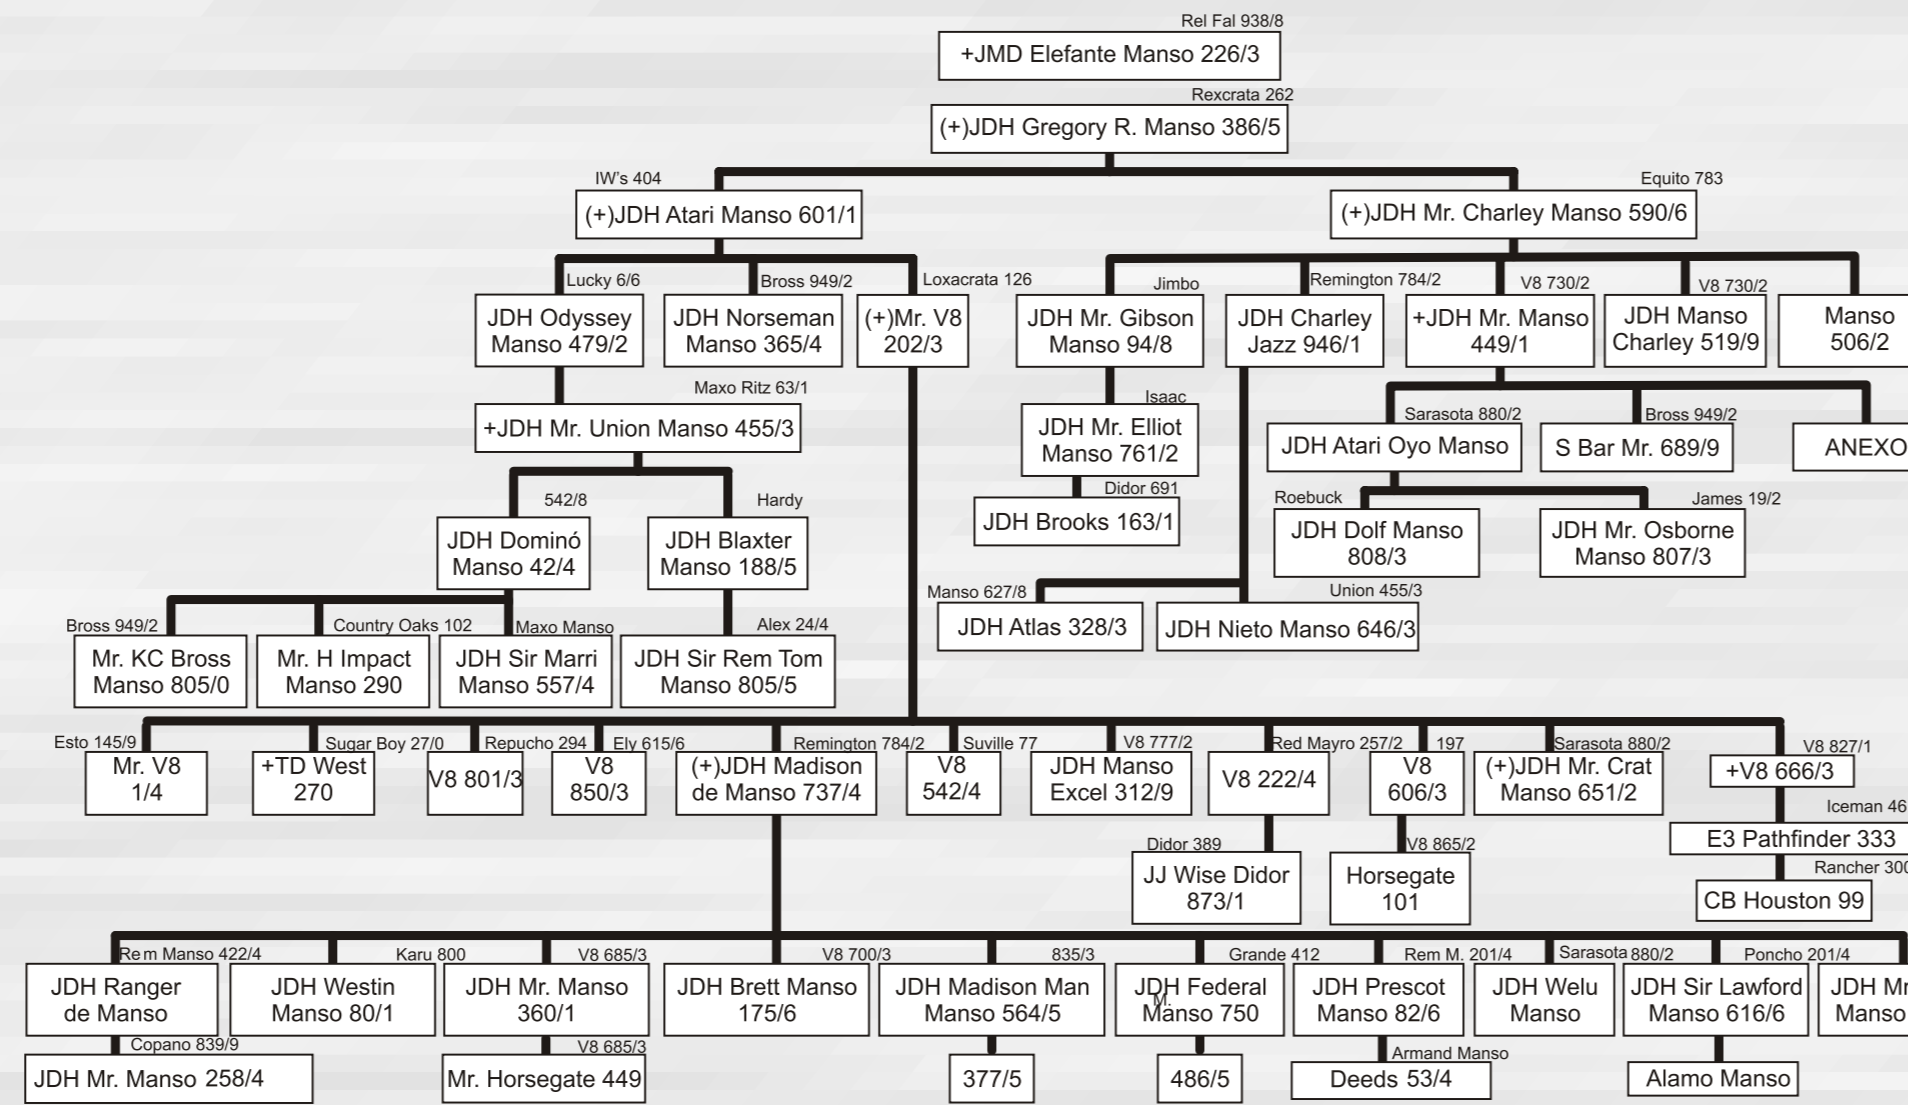 Rel Fal 938/8
+JMD Elefante Manso 226/3
Rexcrata 262
(+)JDH Gregory R. Manso 386/5
IW's 404
Equito 783
(+)JDH Atari Manso 601/1
(+)JDH Mr. Charley Manso 590/6
Lucky 6/6
Bross 949/2
Loxacrata 126
Jimbo
Remington 784/2
V8 730/2
V8 730/2
JDH Odyssey
Manso 479/2
JDH Norseman
Manso 365/4
(+)Mr. V8
202/3
JDH Mr. Gibson
Manso 94/8
JDH Charley
Jazz 946/1
+JDH Mr. Manso
449/1
JDH Manso
Charley 519/9
Manso
506/2
Maxo Ritz 63/1
+JDH Mr. Union Manso 455/3
Isaac
JDH Mr. Elliot
Manso 761/2
Sarasota 880/2
Bross 949/2
JDH Atari Oyo Manso
S Bar Mr. 689/9
ANEXO
542/8
Hardy
Didor 691
Roebuck
James 19/2
JDH Dominó
Manso 42/4
JDH Blaxter
Manso 188/5
JDH Brooks 163/1
JDH Dolf Manso
808/3
JDH Mr. Osborne
Manso 807/3
Manso 627/8
Union 455/3
JDH Atlas 328/3
JDH Nieto Manso 646/3
Bross 949/2
Country Oaks 102
Maxo Manso
Alex 24/4
Mr. KC Bross
Manso 805/0
Mr. H Impact
Manso 290
JDH Sir Marri
Manso 557/4
JDH Sir Rem Tom
Manso 805/5
Esto 145/9
Sugar Boy 27/0
Repucho 294
Ely 615/6
Remington 784/2
Suville 77
V8 777/2
Red Mayro 257/2
197
Sarasota 880/2
V8 827/1
Mr. V8
1/4
+TD West
270
V8 801/3
V8
850/3
(+)JDH Madison
de Manso 737/4
V8
542/4
JDH Manso
Excel 312/9
V8 222/4
V8
606/3
(+)JDH Mr. Crat
Manso 651/2
+V8 666/3
Iceman 46
E3 Pathfinder 333
Didor 389
V8 865/2
Rancher 300
JJ Wise Didor
873/1
Horsegate
101
CB Houston 99
Rem Manso 422/4
Karu 800
V8 685/3
V8 700/3
835/3
Grande 412
Rem M. 201/4
Sarasota 880/2
Poncho 201/4
JDH Ranger
de Manso
JDH Westin
Manso 80/1
JDH Mr. Manso
360/1
JDH Brett Manso
175/6
JDH Madison Man
Manso 564/5
JDH Federal
M.
Manso 750
JDH Prescot
Manso 82/6
JDH Welu
Manso
JDH Sir Lawford
Manso 616/6
JDH Mr
Manso
Copano 839/9
V8 685/3
Armand Manso
JDH Mr. Manso 258/4
Mr. Horsegate 449
377/5
486/5
Deeds 53/4
Alamo Manso